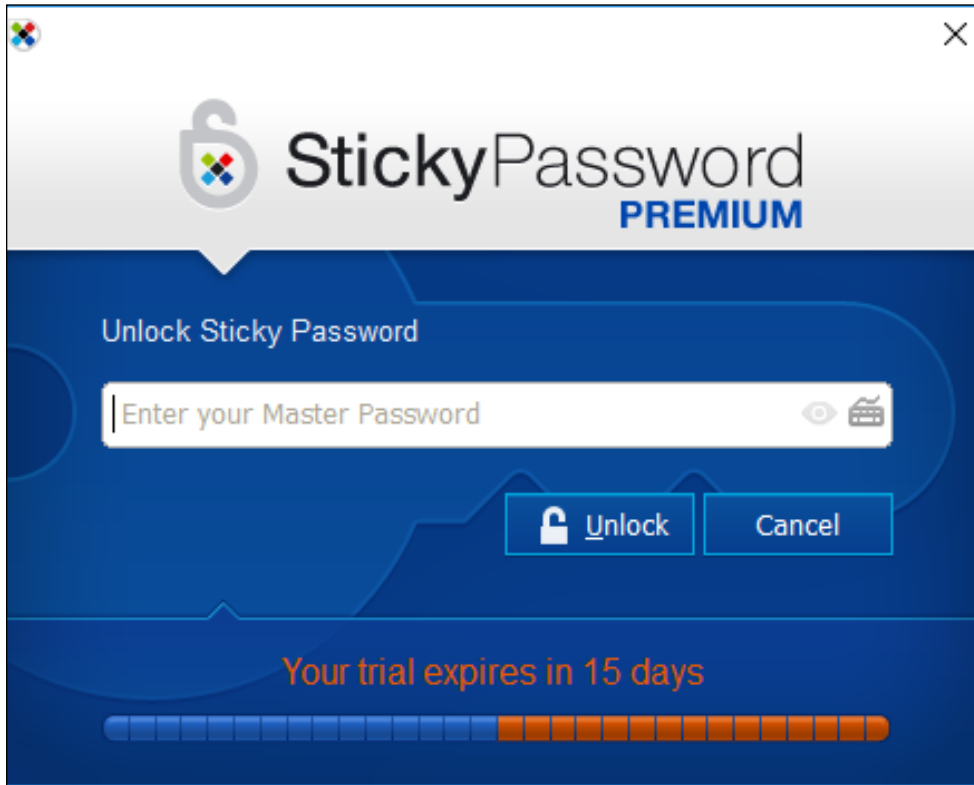 StickyPassword
PREMIUM
Unlock Sticky Password
Enter your Master Password
Unlock
Cancel
Your trial expires in 15 days